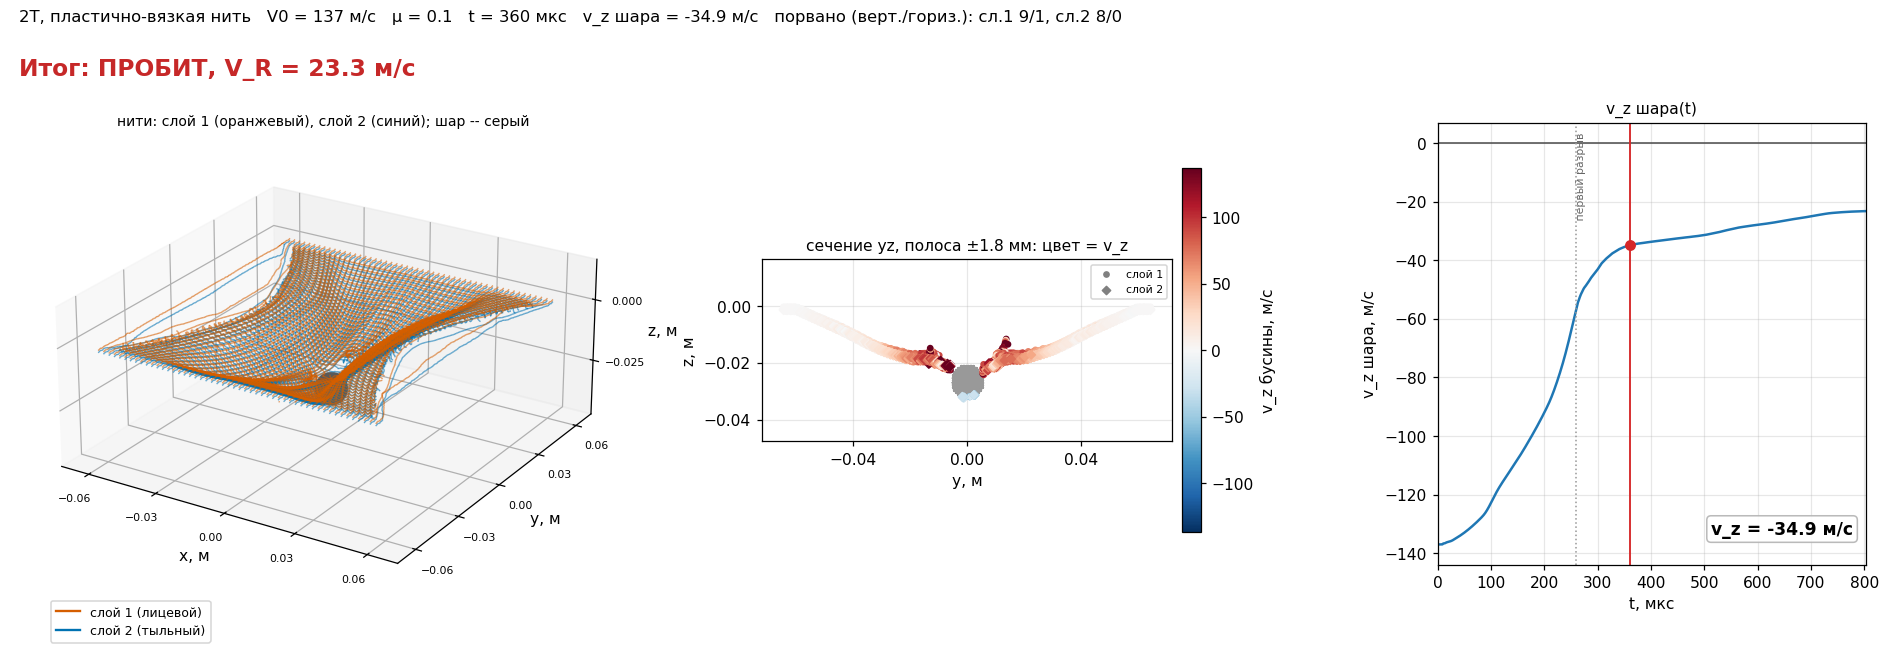 2T, пластично-вязкая нить V0 = 137 м/с μ = 0.1 t = 360 мкс v_z шара = -34.9 м/с порвано (верт./гориз.): сл.1 9/1, сл.2 8/0
Итог: ПРОБИТ, V_R = 23.3 м/с
нити: слой 1 (оранжевый), слой 2 (синий); шар -- серый
0.000
−0.025
z, м
−0.06
−0.03
0.00
0.03
0.06
x, м
−0.06
−0.03
0.00
0.03
0.06
y, м
слой 1 (лицевой)
слой 2 (тыльный)
сечение yz, полоса ±1.8 мм: цвет = v_z
слой 1
слой 2
0.00
−0.02
−0.04
z, м
−0.04
0.00
0.04
y, м
100
50
0
−50
−100
v_z бусины, м/с
v_z шара(t)
первый разрыв
0
−20
−40
−60
−80
−100
−120
−140
v_z шара, м/с
v_z = -34.9 м/с
0
100
200
300
400
500
600
700
800
t, мкс